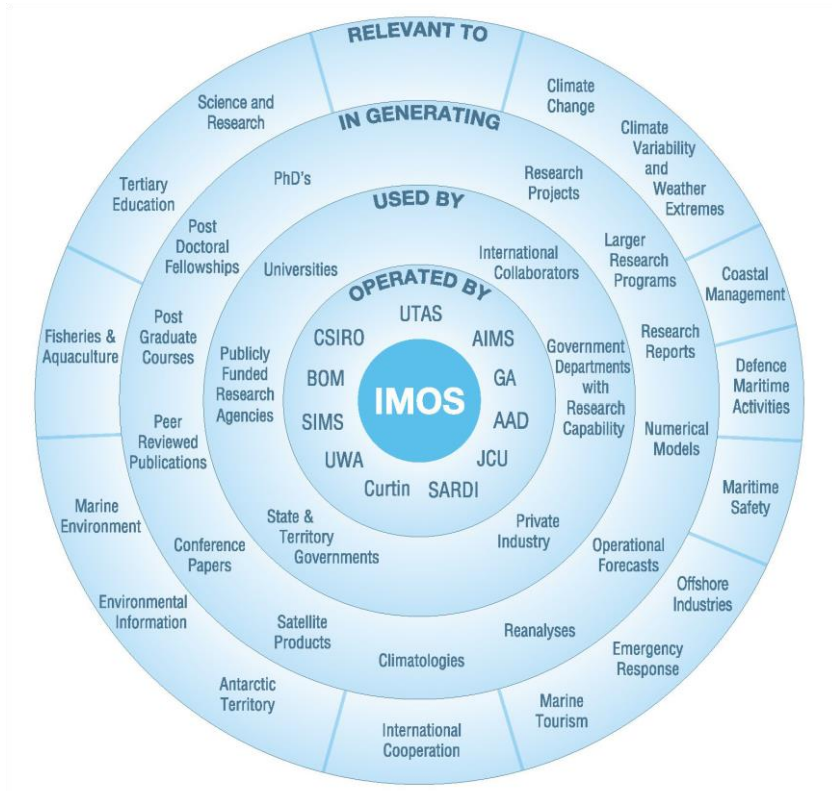 RELEVANT TO
Climate
Change
Climate
Variability
and
Weather
Extremes
Coastal
Management
Defence
Maritime
Activities
Maritime
Safety
Offshore
Industries
Emergency
Response
Marine
Tourism
International
Cooperation
Antarctic
Territory
Environmental
Information
Marine
Environment
Fisheries &
Aquaculture
Tertiary
Education
Science and
Research
IN GENERATING
Research
Projects
Larger
Research
Programs
Research
Reports
Numerical
Models
Operational
Forecasts
Reanalyses
Climatologies
Satellite
Products
Conference
Papers
Peer
Reviewed
Publications
Post
Graduate
Courses
Post
Doctoral
Fellowships
PhD's
USED BY
International
Collaborators
Government
Departments
with
Research
Capability
Private
Industry
State &
Territory
Governments
Publicly
Funded
Research
Agencies
Universities
OPERATED BY
UTAS
AIMS
GA
AAD
JCU
SARDI
Curtin
UWA
SIMS
BOM
CSIRO
IMOS